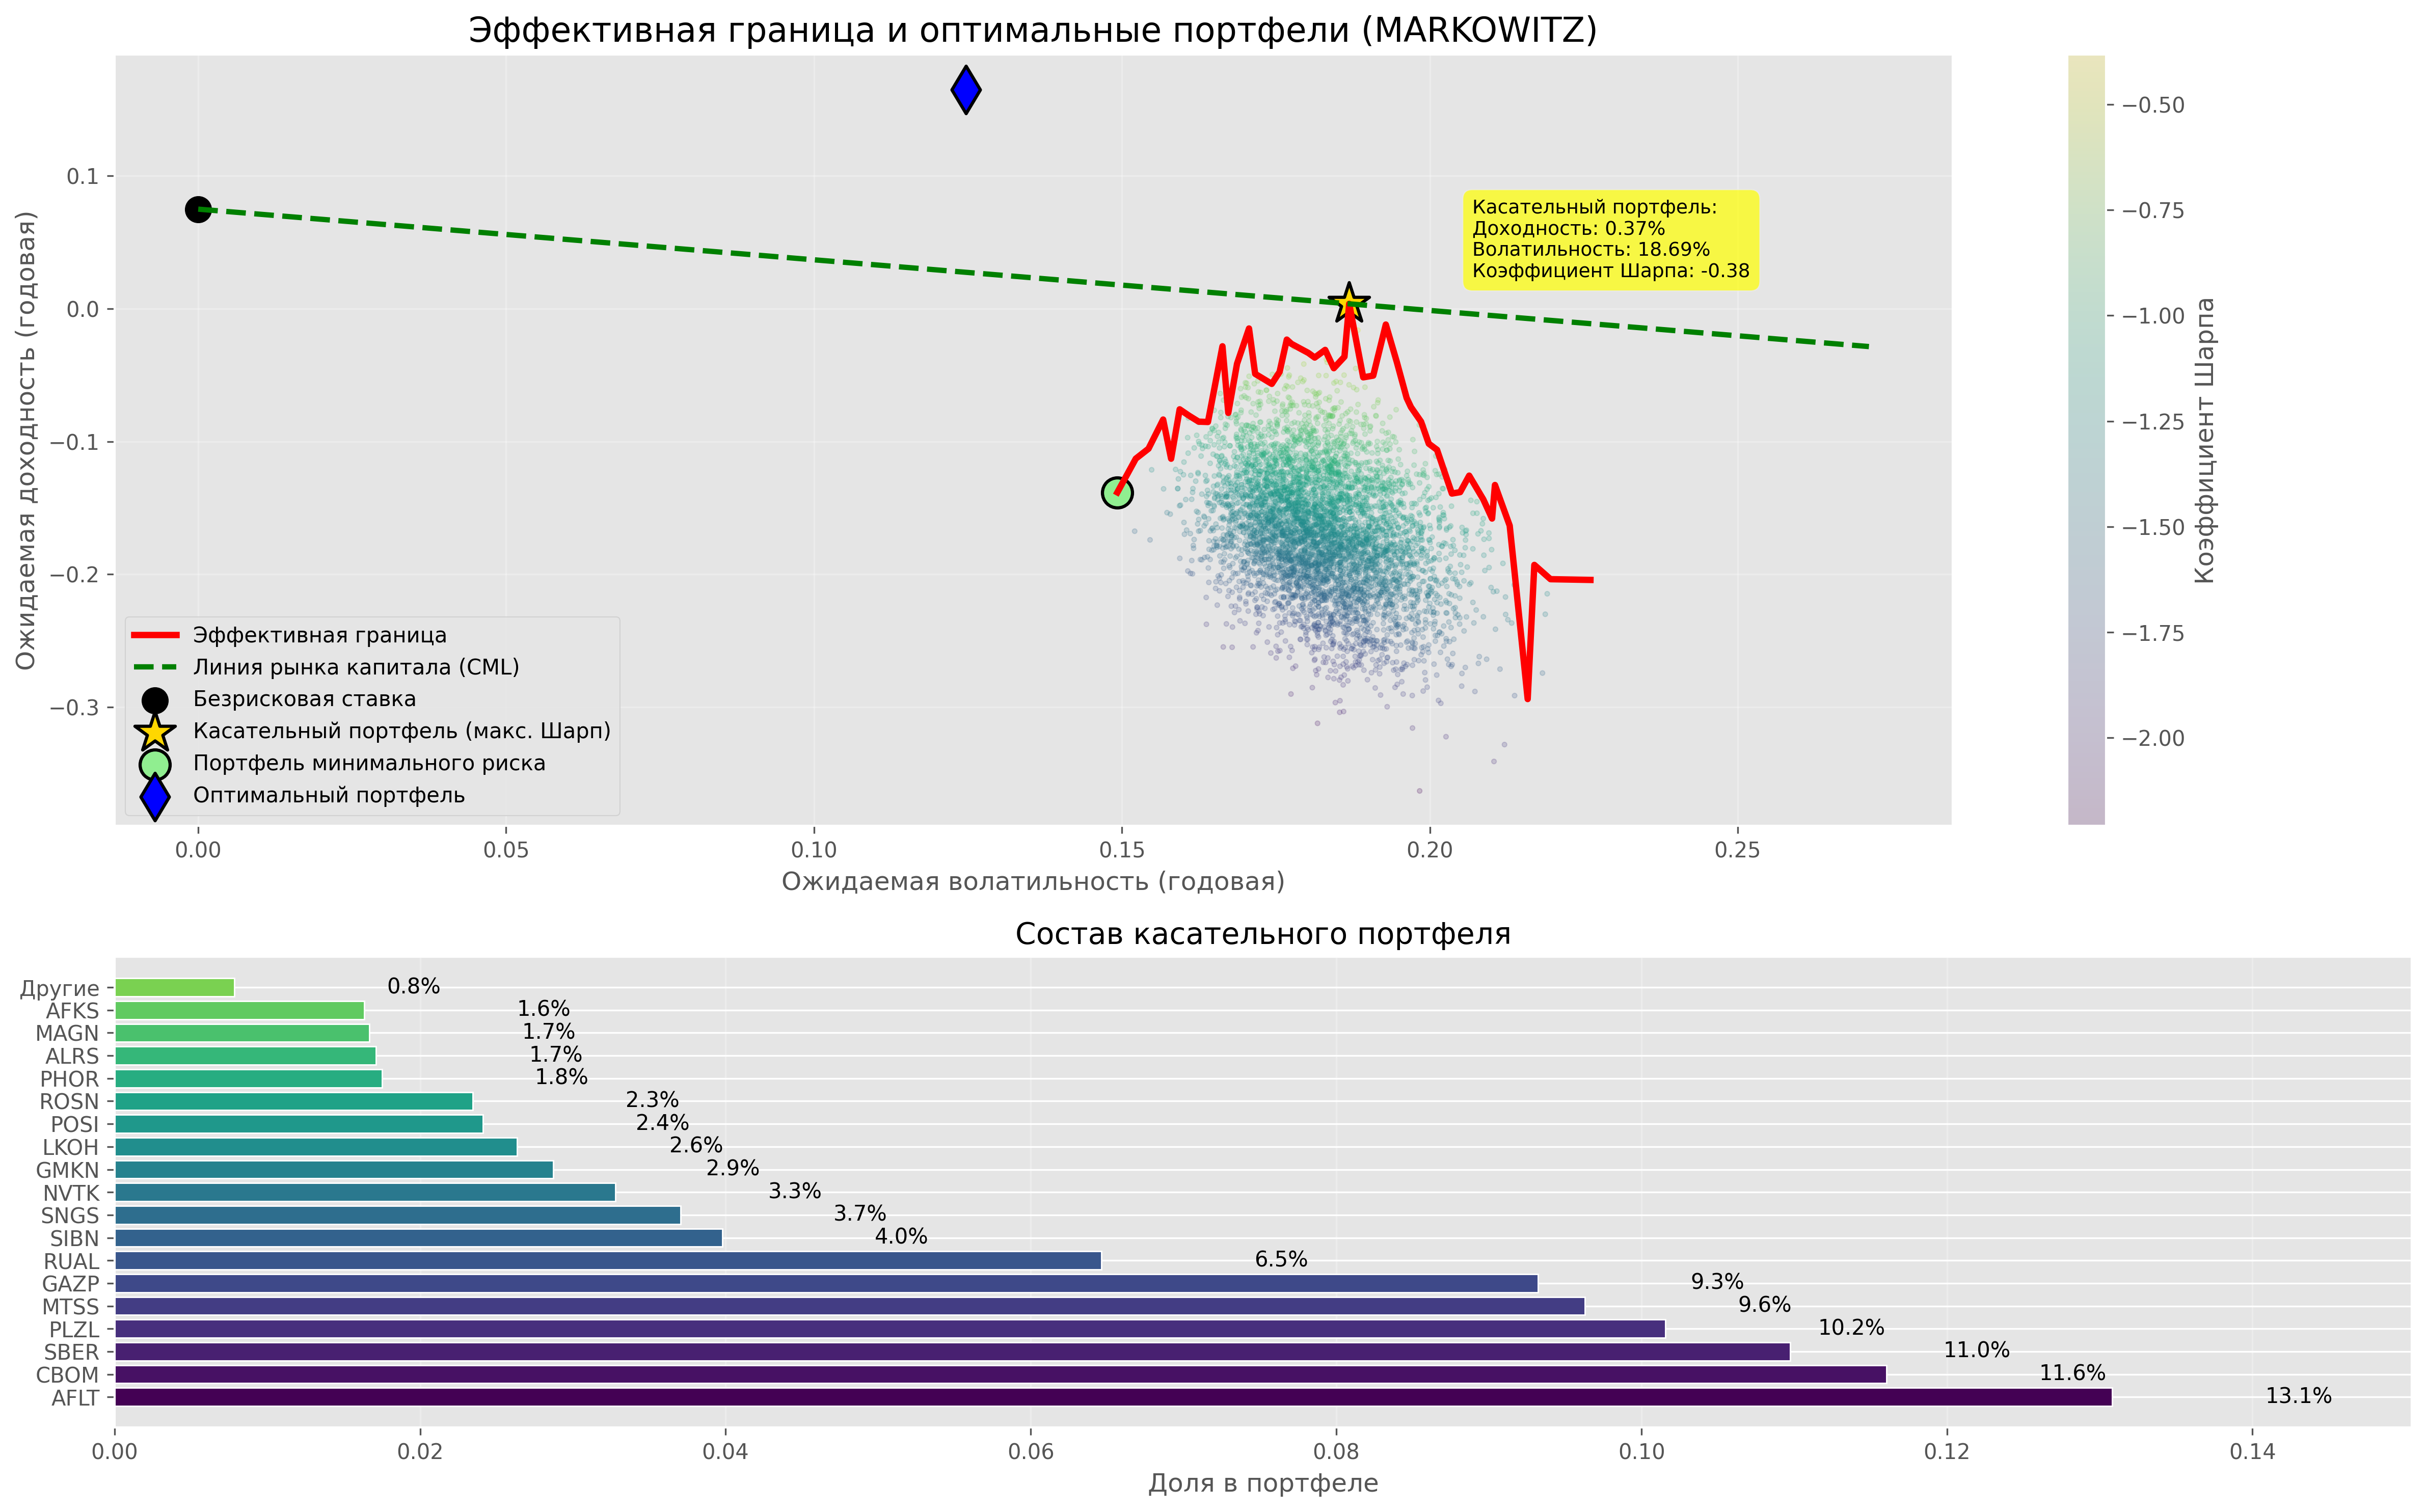 Эффективная граница и оптимальные портфели (MARKOWITZ)
Ожидаемая доходность (годовая)
0.1
0.0
−0.1
−0.2
−0.3
Касательный портфель:
Доходность: 0.37%
Волатильность: 18.69%
Коэффициент Шарпа: -0.38
Эффективная граница
Линия рынка капитала (CML)
Безрисковая ставка
Касательный портфель (макс. Шарп)
Портфель минимального риска
Оптимальный портфель
0.00 0.05 0.10 0.15 0.20 0.25
Ожидаемая волатильность (годовая)
−0.50
−0.75
−1.00
−1.25
−1.50
−1.75
−2.00
Коэффициент Шарпа
Состав касательного портфеля
Другие 0.8%
AFKS 1.6%
MAGN 1.7%
ALRS 1.7%
PHOR 1.8%
ROSN 2.3%
POSI 2.4%
LKOH 2.6%
GMKN 2.9%
NVTK 3.3%
SNGS 3.7%
SIBN 4.0%
RUAL 6.5%
GAZP 9.3%
MTSS 9.6%
PLZL 10.2%
SBER 11.0%
CBOM 11.6%
AFLT 13.1%
0.00 0.02 0.04 0.06 0.08 0.10 0.12 0.14
Доля в портфеле